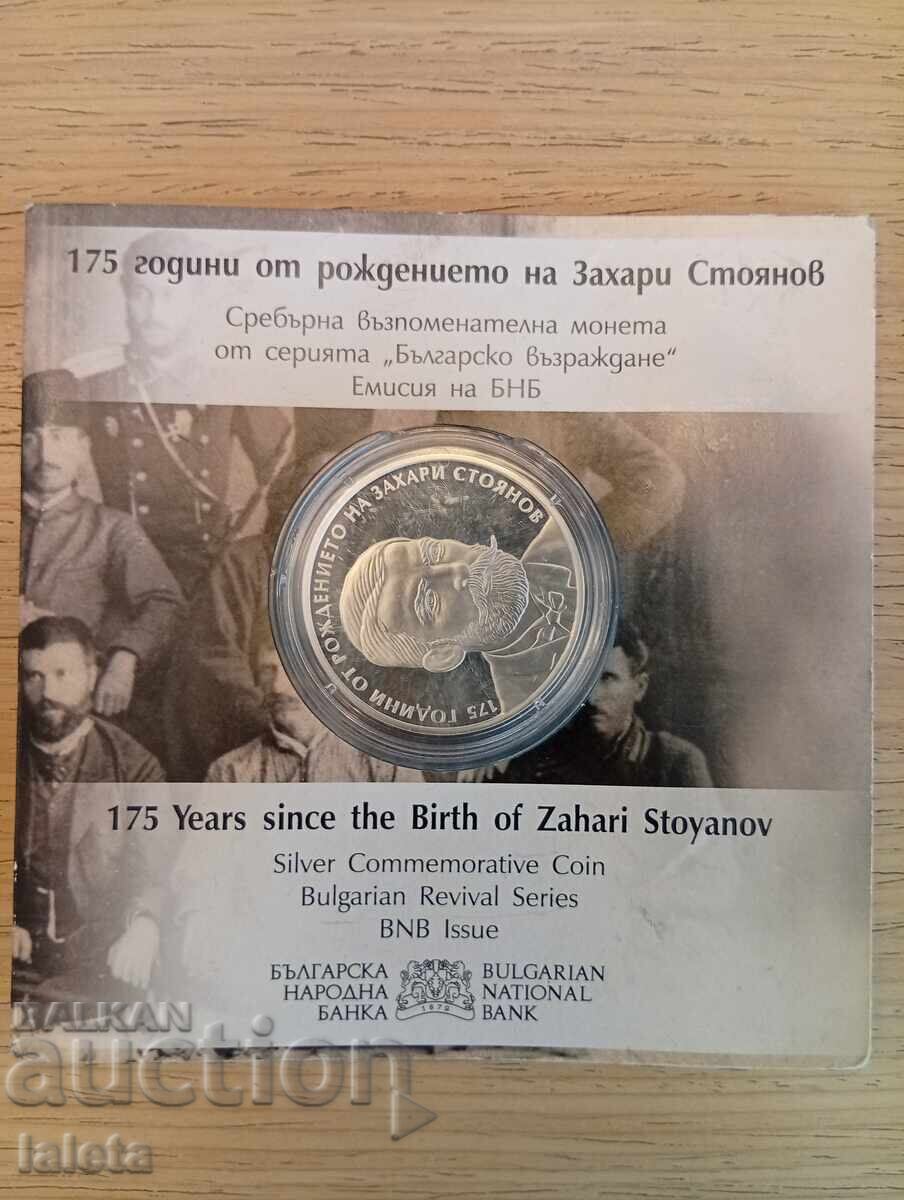 175 години от рождението на Захари Стоянов
Сребърна възпоменателна монета
от серията „Българско възраждане“
Емисия на БНБ
175 ГОДИНИ ОТ РОЖДЕНИЕТО НА ЗАХАРИ СТОЯНОВ
175 Years since the Birth of Zahari Stoyanov
Silver Commemorative Coin
Bulgarian Revival Series
BNB Issue
БЪЛГАРСКА
НАРОДНА
БАНКА
1879
BULGARIAN
NATIONAL
BANK
BALKAN
auction
laleta